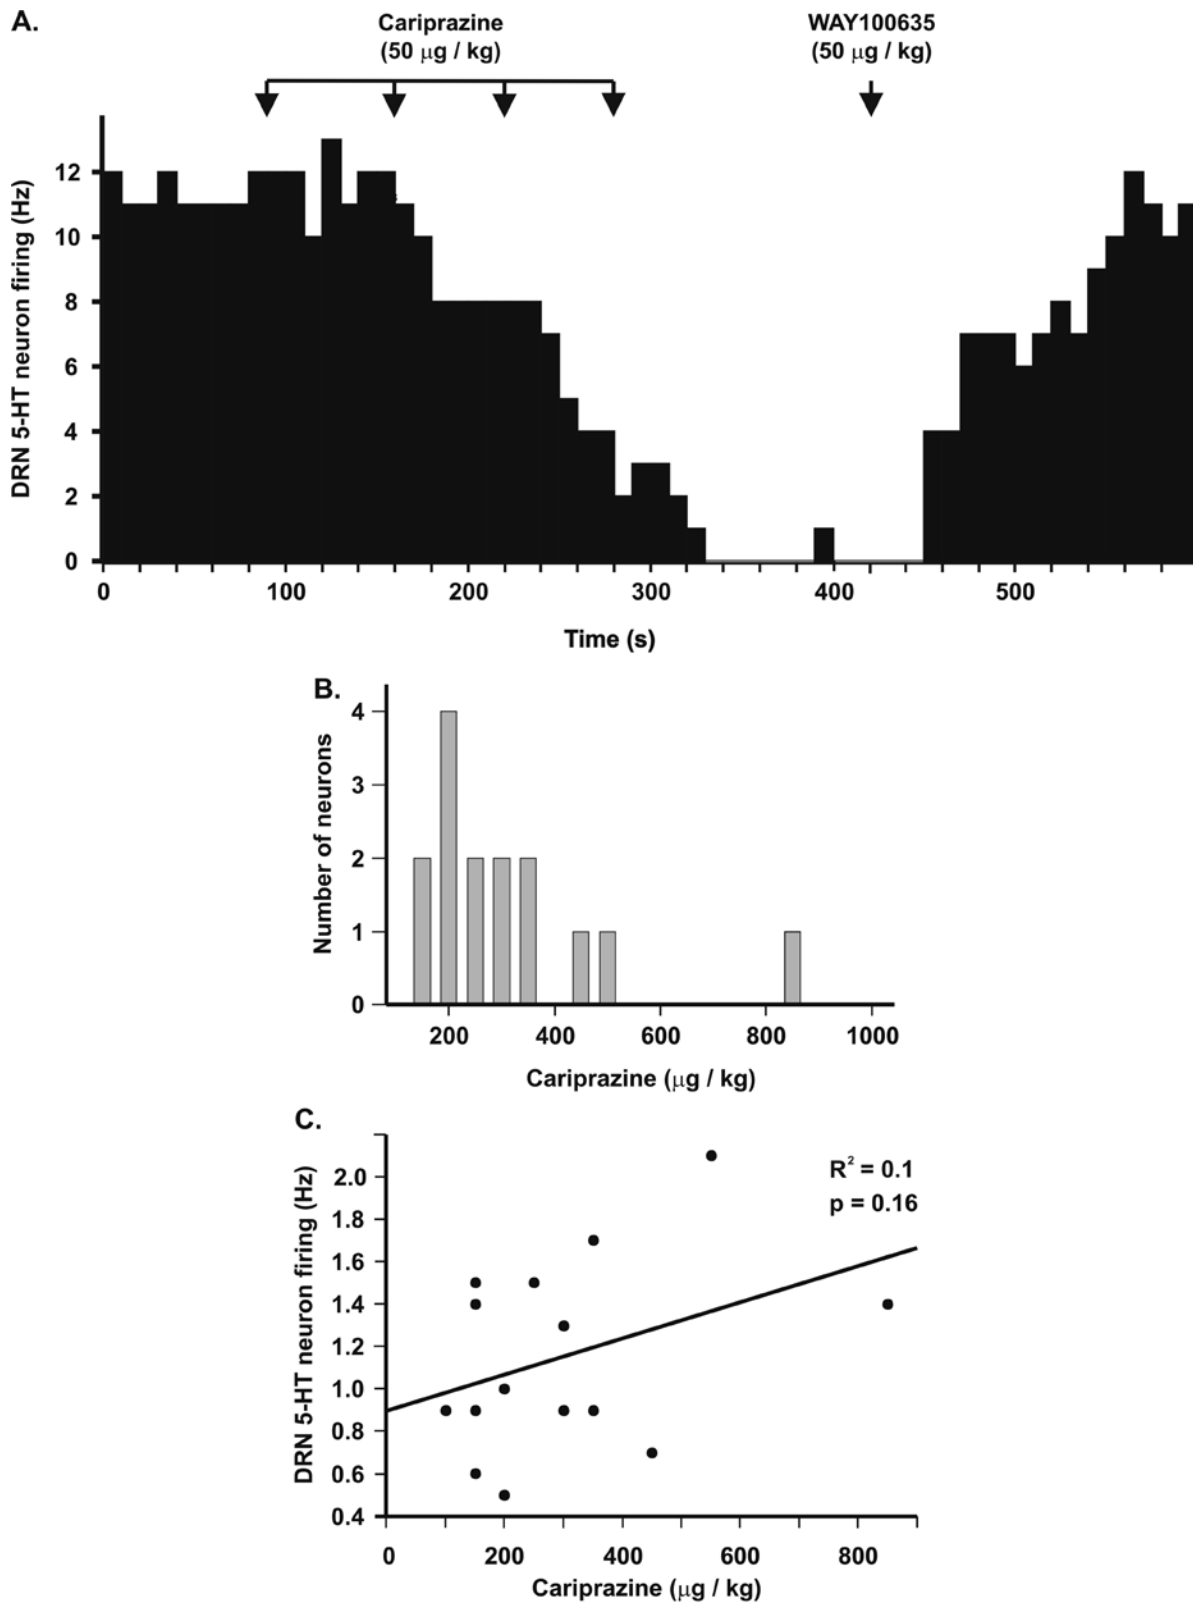 A.
Cariprazine
(50 μg / kg)
WAY100635
(50 μg / kg)
DRN 5-HT neuron firing (Hz)
12
10
8
6
4
2
0
0 100 200 300 400 500
Time (s)
B.
Number of neurons
4
3
2
1
0
200 400 600 800 1000
Cariprazine (μg / kg)
C.
DRN 5-HT neuron firing (Hz)
R² = 0.1
p = 0.16
2.0
1.8
1.6
1.4
1.2
1.0
0.8
0.6
0.4
0 200 400 600 800
Cariprazine (μg / kg)